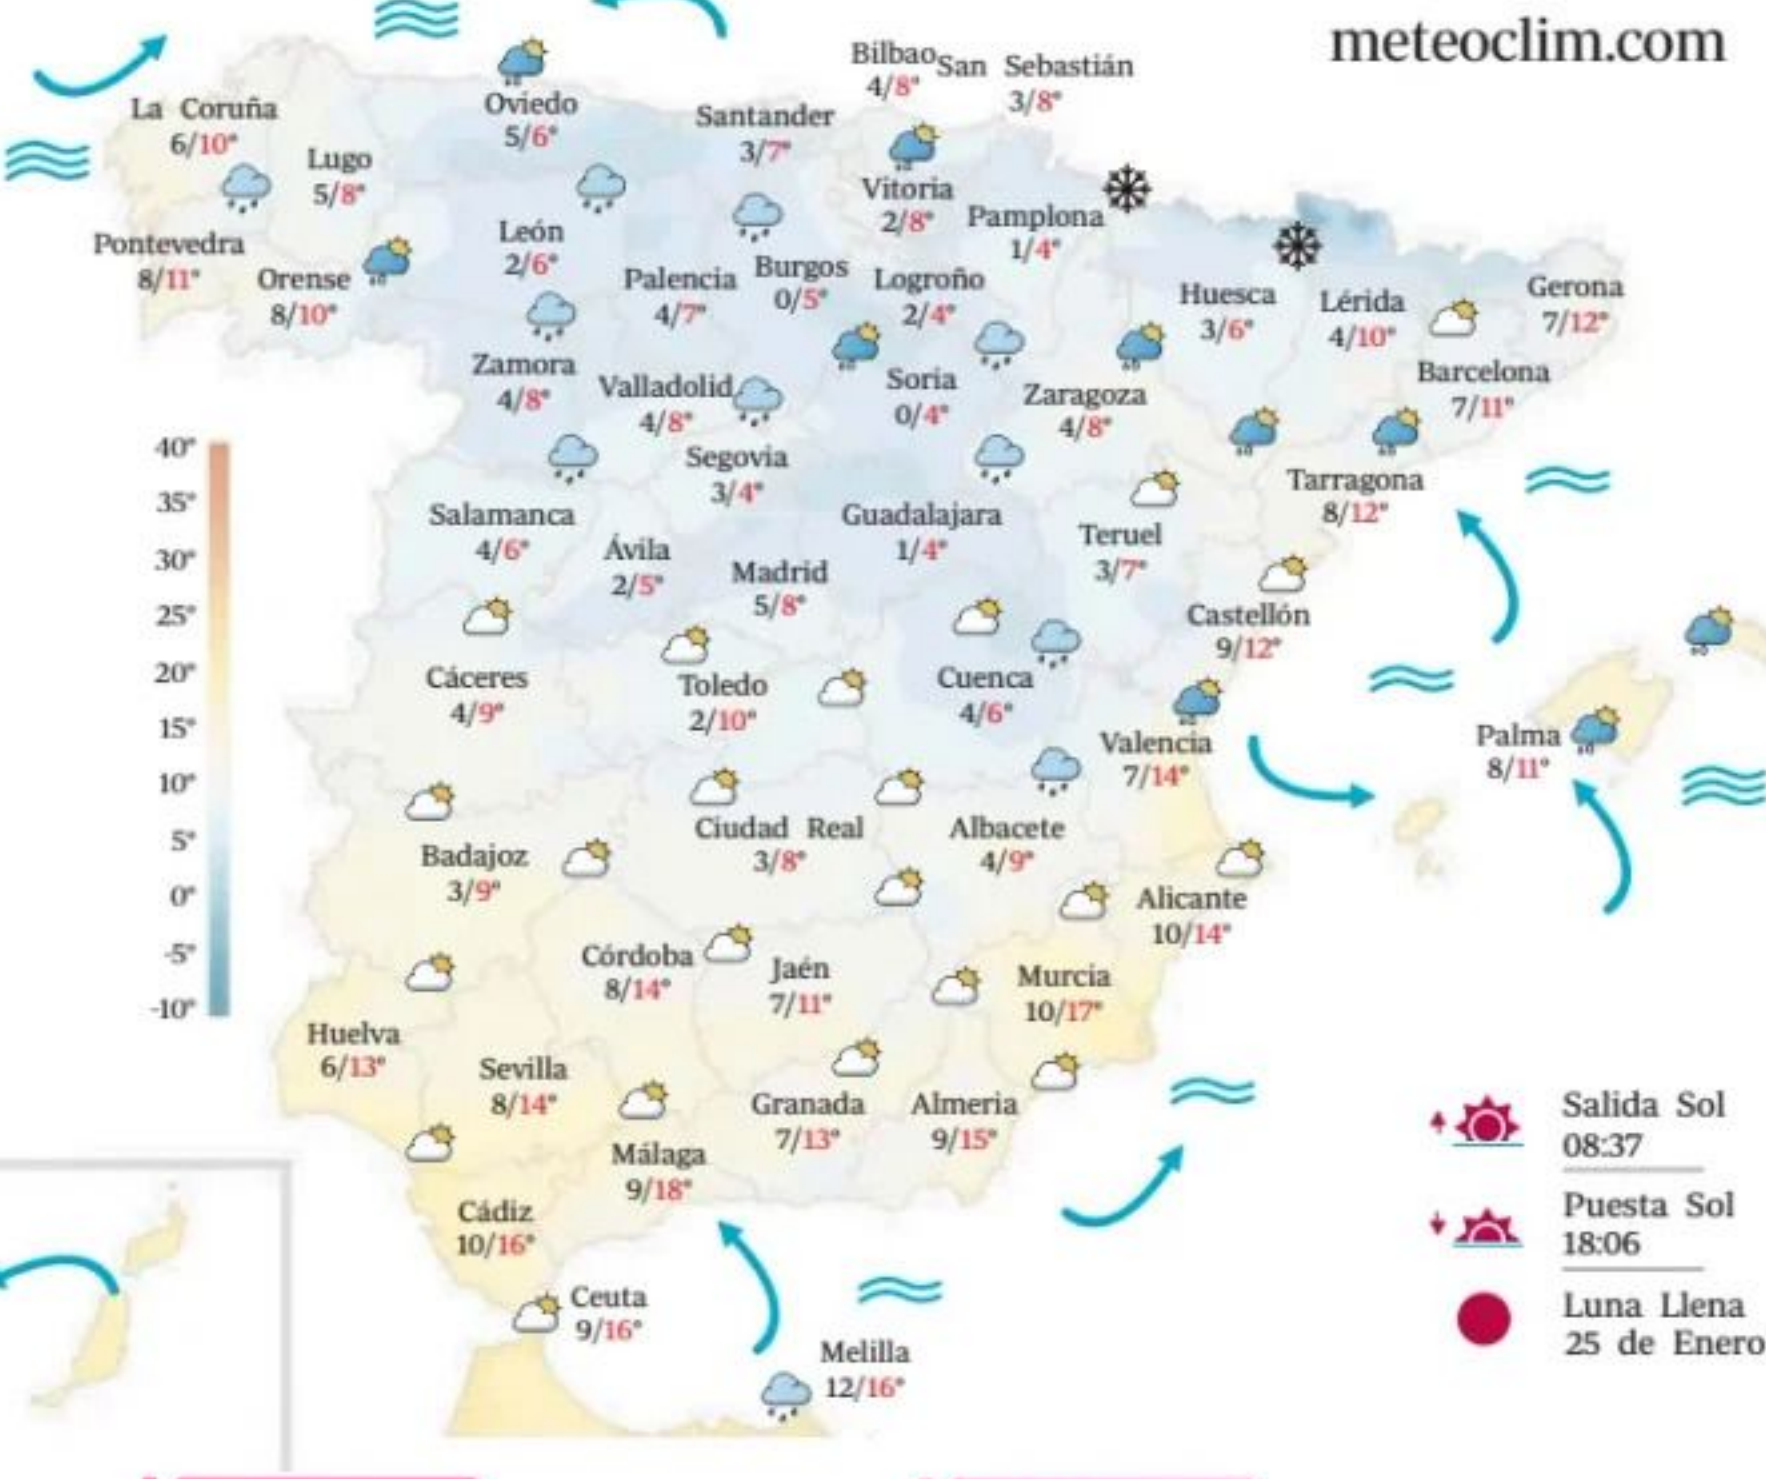 meteoclim.com
Bilbao
4/8°
San Sebastián
3/8°
La Coruña
6/10°
Oviedo
5/6°
Santander
3/7°
Lugo
5/8°
Vitoria
2/8°
Pamplona
1/4°
Pontevedra
8/11°
Orense
8/10°
León
2/6°
Palencia
4/7°
Burgos
0/5°
Logroño
2/4°
Huesca
3/6°
Lérida
4/10°
Gerona
7/12°
Zamora
4/8°
Valladolid
4/8°
Soria
0/4°
Zaragoza
4/8°
Barcelona
7/11°
Segovia
3/4°
Tarragona
8/12°
Salamanca
4/6°
Ávila
2/5°
Madrid
5/8°
Guadalajara
1/4°
Teruel
3/7°
Castellón
9/12°
Cáceres
4/9°
Toledo
2/10°
Cuenca
4/6°
Valencia
7/14°
Palma
8/11°
Badajoz
3/9°
Ciudad Real
3/8°
Albacete
4/9°
Alicante
10/14°
Córdoba
8/14°
Jaén
7/11°
Murcia
10/17°
Huelva
6/13°
Sevilla
8/14°
Granada
7/13°
Almeria
9/15°
Málaga
9/18°
Cádiz
10/16°
Ceuta
9/16°
Melilla
12/16°
40°
35°
30°
25°
20°
15°
10°
5°
0°
-5°
-10°
Salida Sol
08:37
Puesta Sol
18:06
Luna Llena
25 de Enero